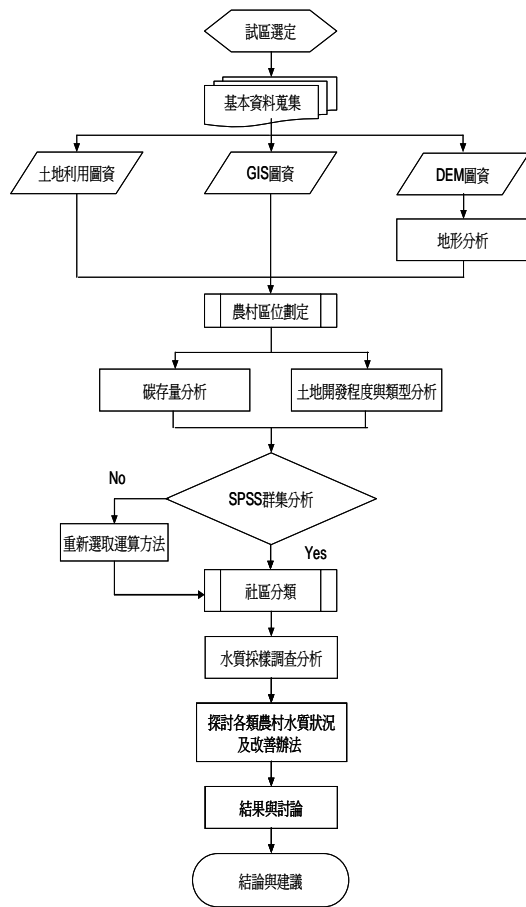 試區選定
基本資料蒐集
土地利用圖資
GIS圖資
DEM圖資
地形分析
農村區位劃定
碳存量分析
土地開發程度與類型分析
No
SPSS群集分析
重新選取運算方法
Yes
社區分類
水質採樣調查分析
探討各類農村水質狀況
及改善辦法
結果與討論
結論與建議